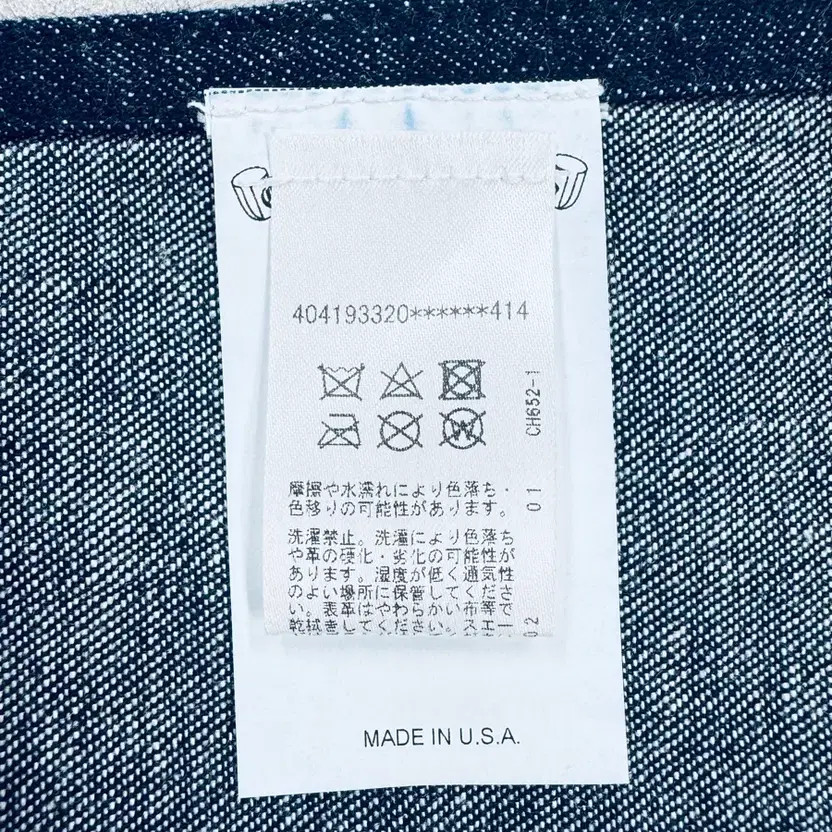 404193320******414
CH652-1
摩擦や水濡れにより色落ち・
色移りの可能性があります。
01
洗濯禁止。洗濯により色落ち
や革の硬化・劣化の可能性が
あります。湿度が低く通気性
のよい場所に保管してくださ
い。表革はやわらかい布等で
乾拭きしてください。スエー
02
MADE IN U.S.A.